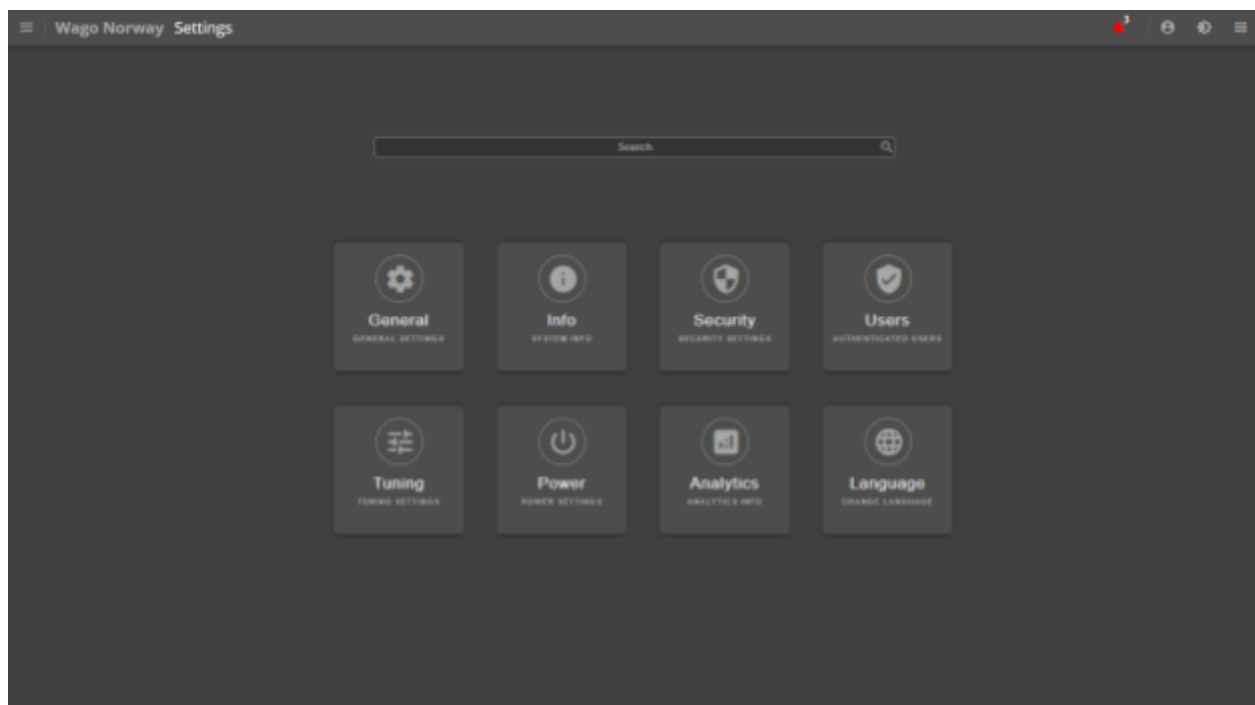 Wago Norway Settings
3
Search
General
GENERAL SETTINGS
Info
SYSTEM INFO
Security
SECURITY SETTINGS
Users
AUTHENTICATED USERS
Tuning
TUNING SETTINGS
Power
POWER SETTINGS
Analytics
ANALYTICS INFO
Language
CHANGE LANGUAGE